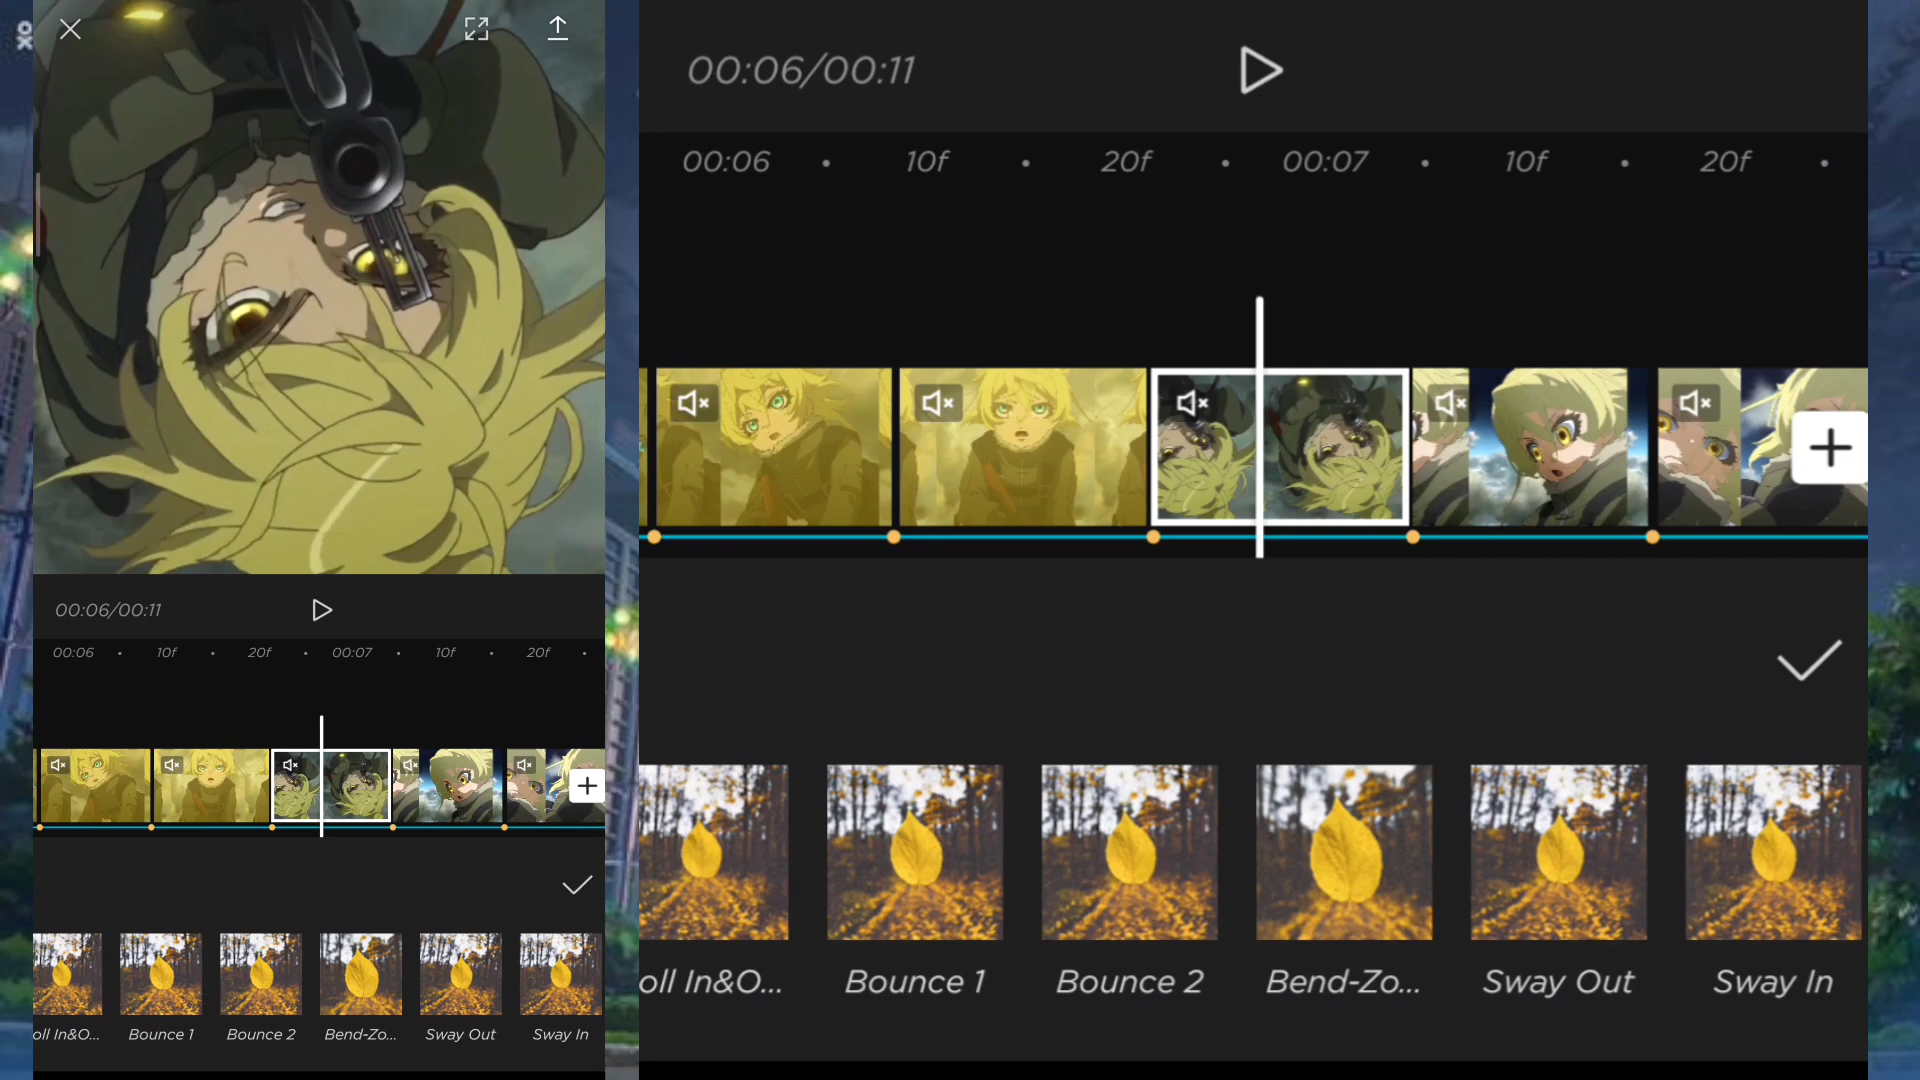 00:06/00:11
00:06 10f 20f 00:07 10f 20f
oll In&O... Bounce 1 Bounce 2 Bend-Zo... Sway Out Sway In
00:06/00:11
00:06 10f 20f 00:07 10f 20f
oll In&O... Bounce 1 Bounce 2 Bend-Zo... Sway Out Sway In